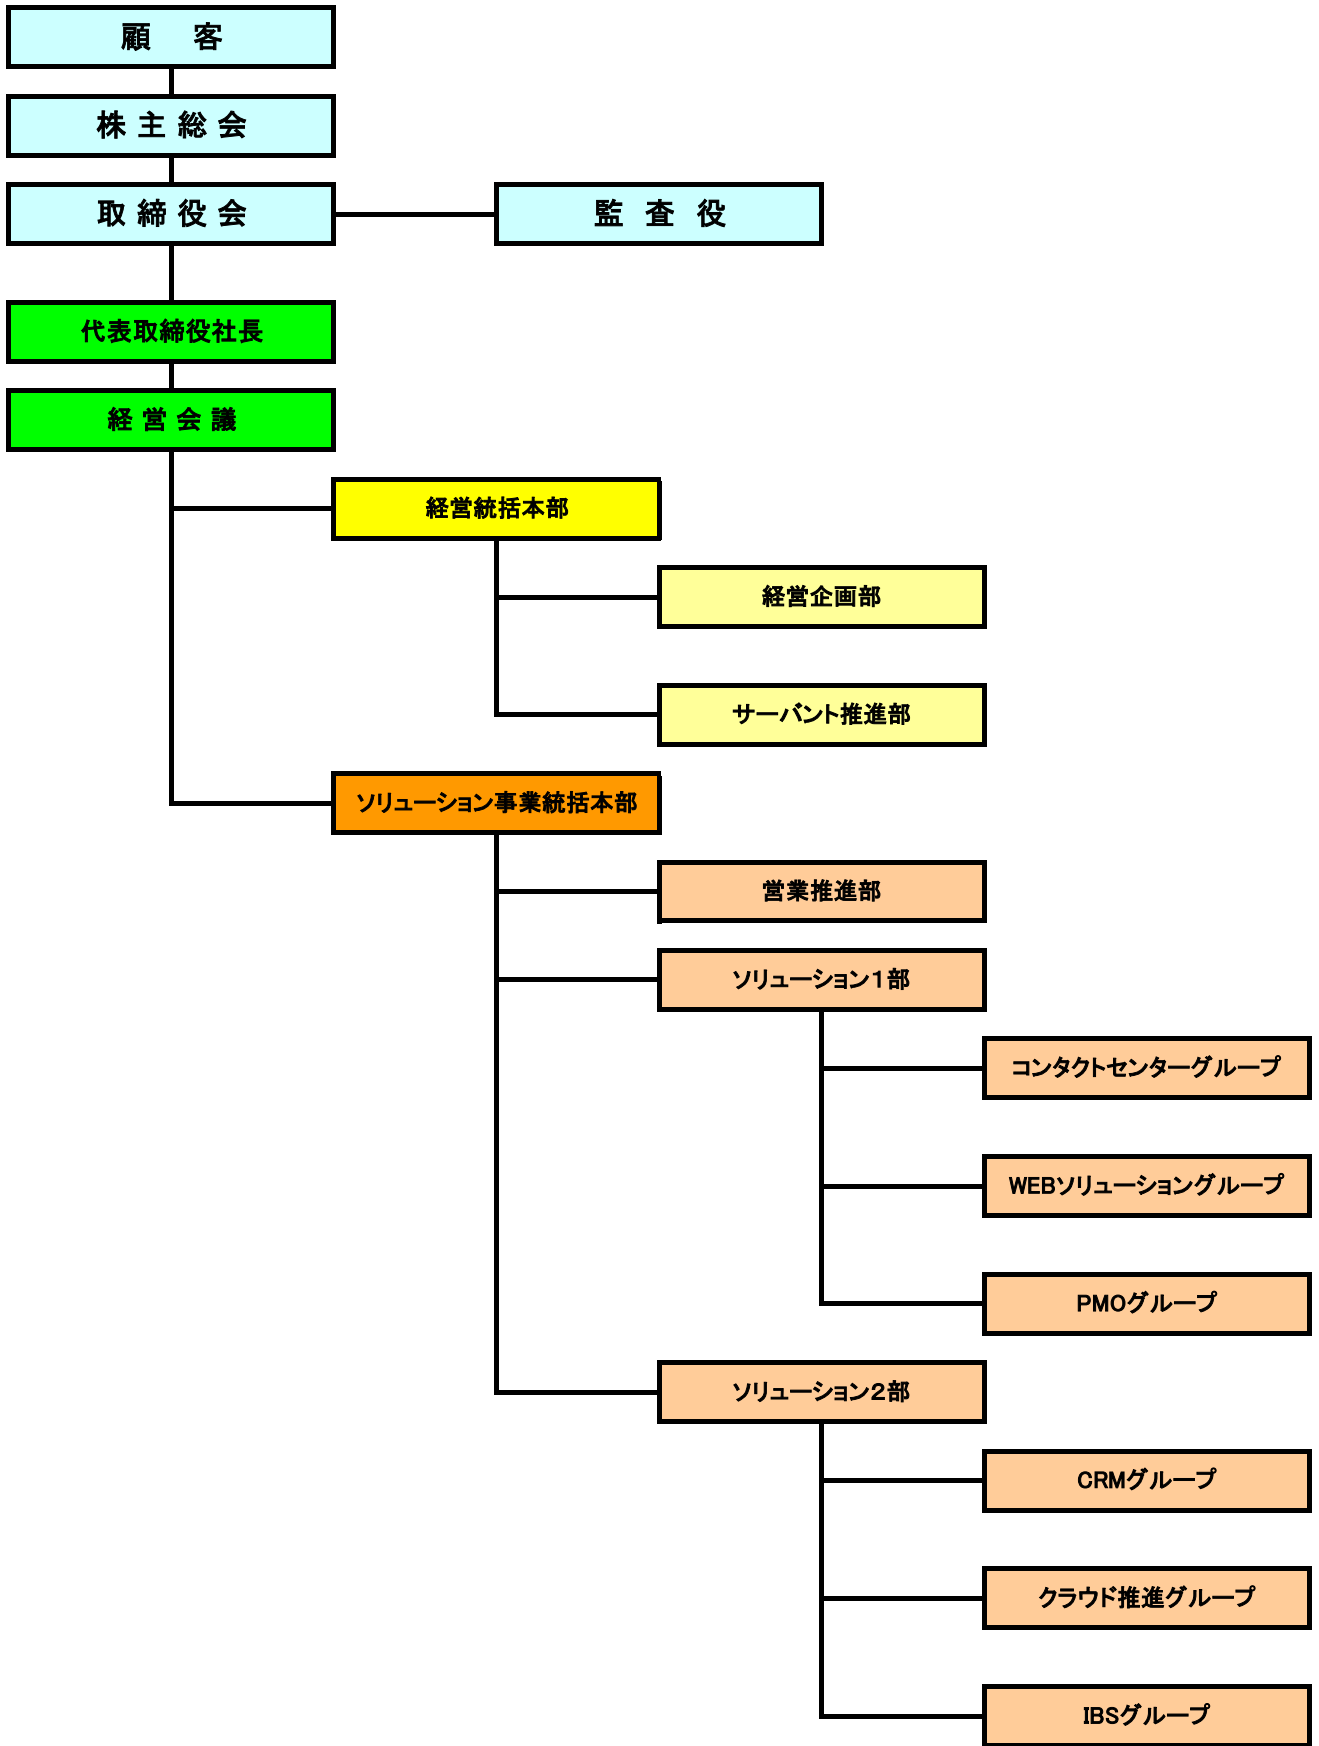 顧　客
株 主 総 会
取 締 役 会
監 査 役
代表取締役社長
経 営 会 議
経営統括本部
経営企画部
サーバント推進部
ソリューション事業統括本部
営業推進部
ソリューション１部
コンタクトセンターグループ
WEBソリューショングループ
PMOグループ
ソリューション２部
CRMグループ
クラウド推進グループ
IBSグループ